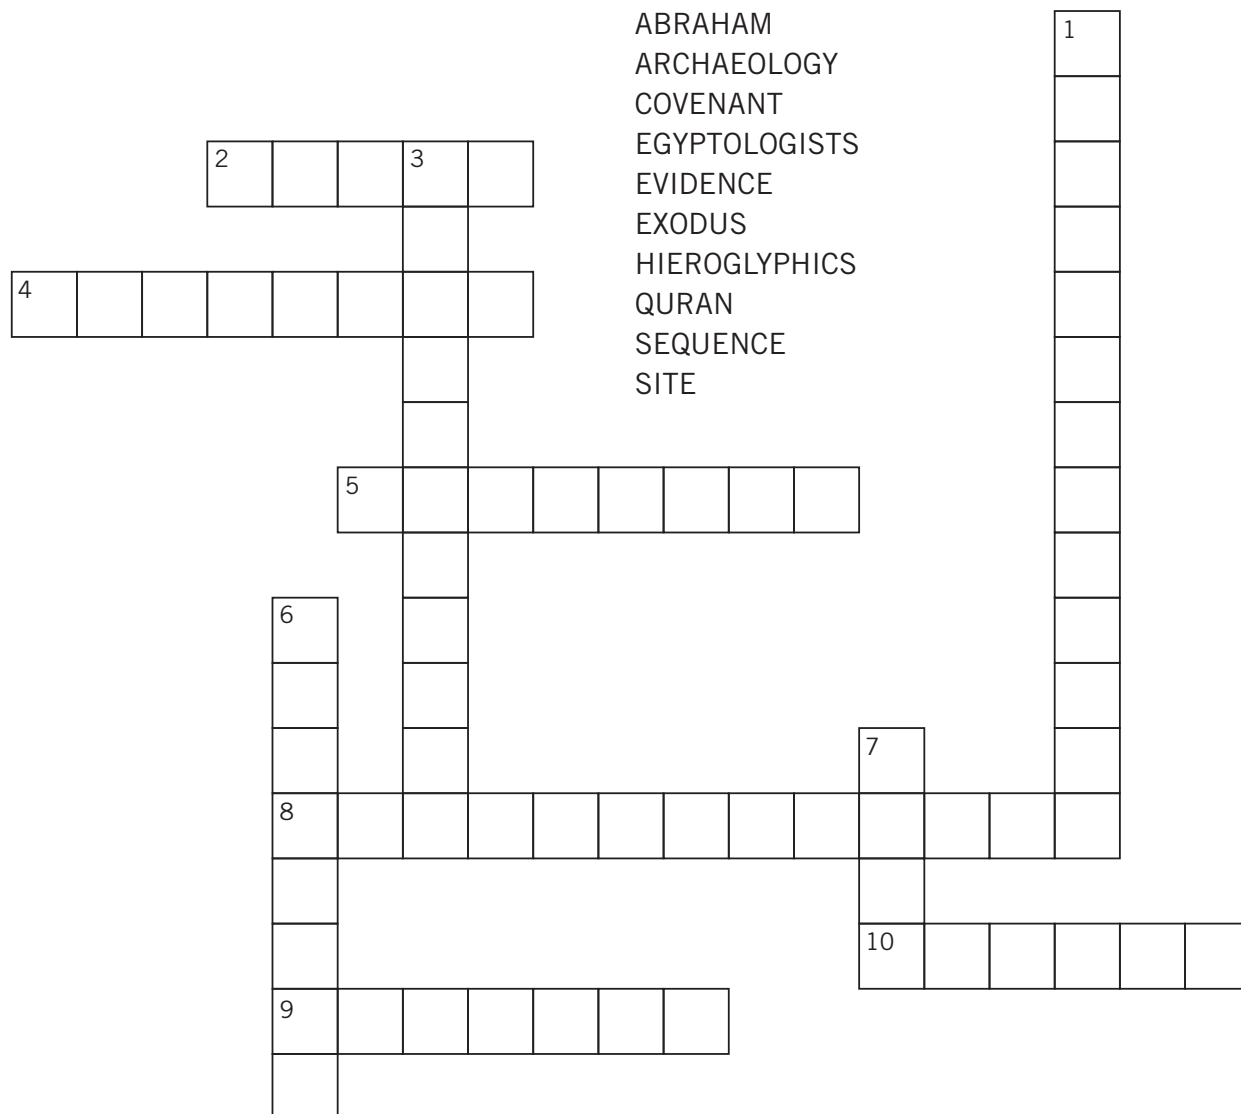 ABRAHAM
ARCHAEOLOGY
COVENANT
EGYPTOLOGISTS
EVIDENCE
EXODUS
HIEROGLYPHICS
QURAN
SEQUENCE
SITE
1
2 3
4
5
6
7
8
10
9